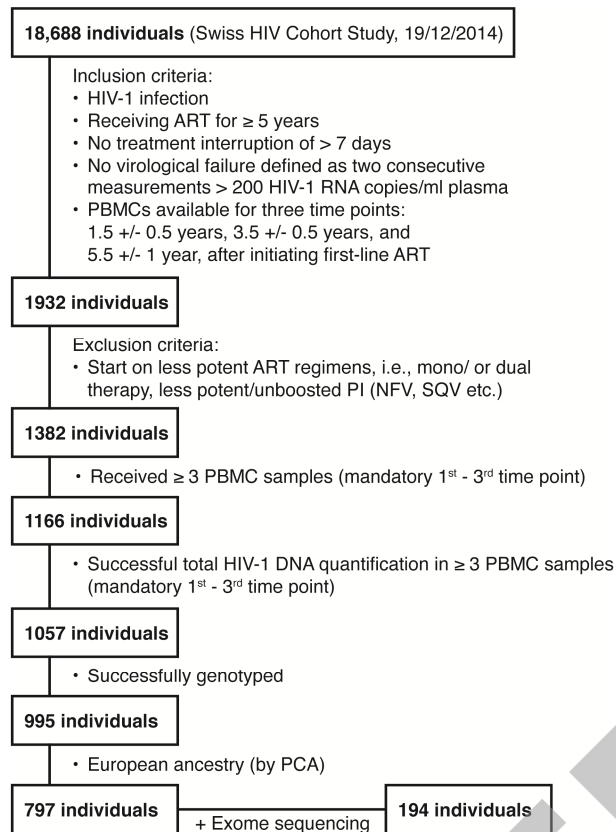 18,688 individuals (Swiss HIV Cohort Study, 19/12/2014)
Inclusion criteria:
• HIV-1 infection
• Receiving ART for ≥ 5 years
• No treatment interruption of > 7 days
• No virological failure defined as two consecutive
measurements > 200 HIV-1 RNA copies/ml plasma
• PBMCs available for three time points:
1.5 +/- 0.5 years, 3.5 +/- 0.5 years, and
5.5 +/- 1 year, after initiating first-line ART
1932 individuals
Exclusion criteria:
• Start on less potent ART regimens, i.e., mono/ or dual
therapy, less potent/unboosted PI (NFV, SQV etc.)
1382 individuals
• Received ≥ 3 PBMC samples (mandatory 1st - 3rd time point)
1166 individuals
• Successful total HIV-1 DNA quantification in ≥ 3 PBMC samples
(mandatory 1st - 3rd time point)
1057 individuals
• Successfully genotyped
995 individuals
• European ancestry (by PCA)
797 individuals
+ Exome sequencing
194 individuals